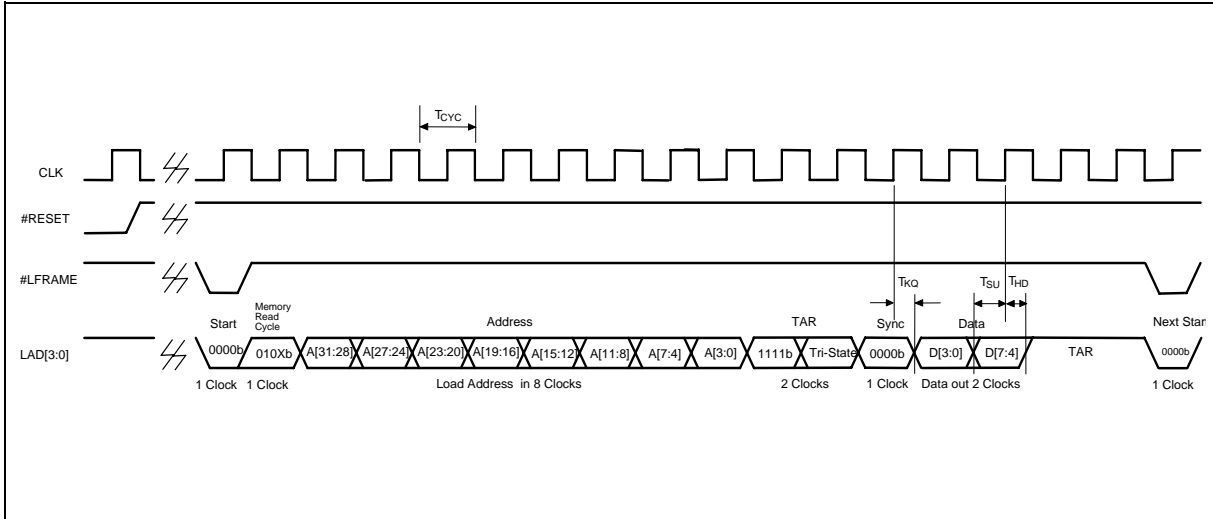 TCYC
CLK
#RESET
#LFRAME
TKQ
TSU
THD
Memory
Read
Cycle
Start
Address
TAR
Sync
Data
Next Star
LAD[3:0]
0000b
010Xb
A[31:28]
A[27:24]
A[23:20]
A[19:16]
A[15:12]
A[11:8]
A[7:4]
A[3:0]
1111b
Tri-State
0000b
D[3:0]
D[7:4]
TAR
0000b
1 Clock
1 Clock
Load Address in 8 Clocks
2 Clocks
1 Clock
Data out 2 Clocks
1 Clock